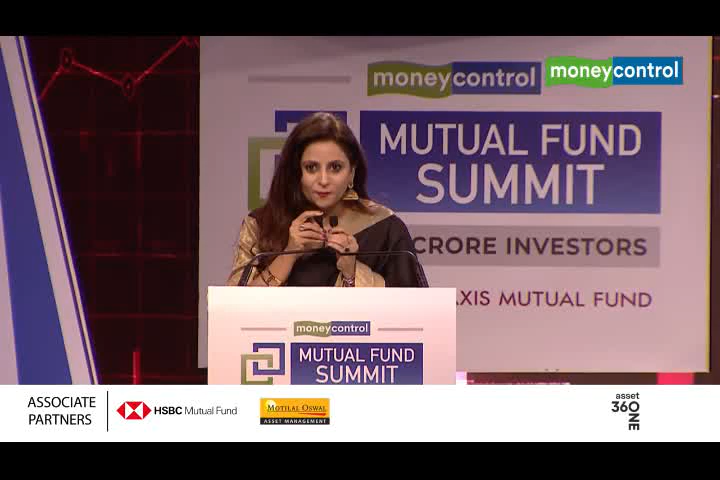 moneycontrol
moneycontrol
MUTUAL FUND
SUMMIT
CRORE INVESTORS
AXIS MUTUAL FUND
moneycontrol
MUTUAL FUND
SUMMIT
ASSOCIATE
PARTNERS
HSBC Mutual Fund
MOTILAL OSWAL
ASSET MANAGEMENT
asset
360
ONE